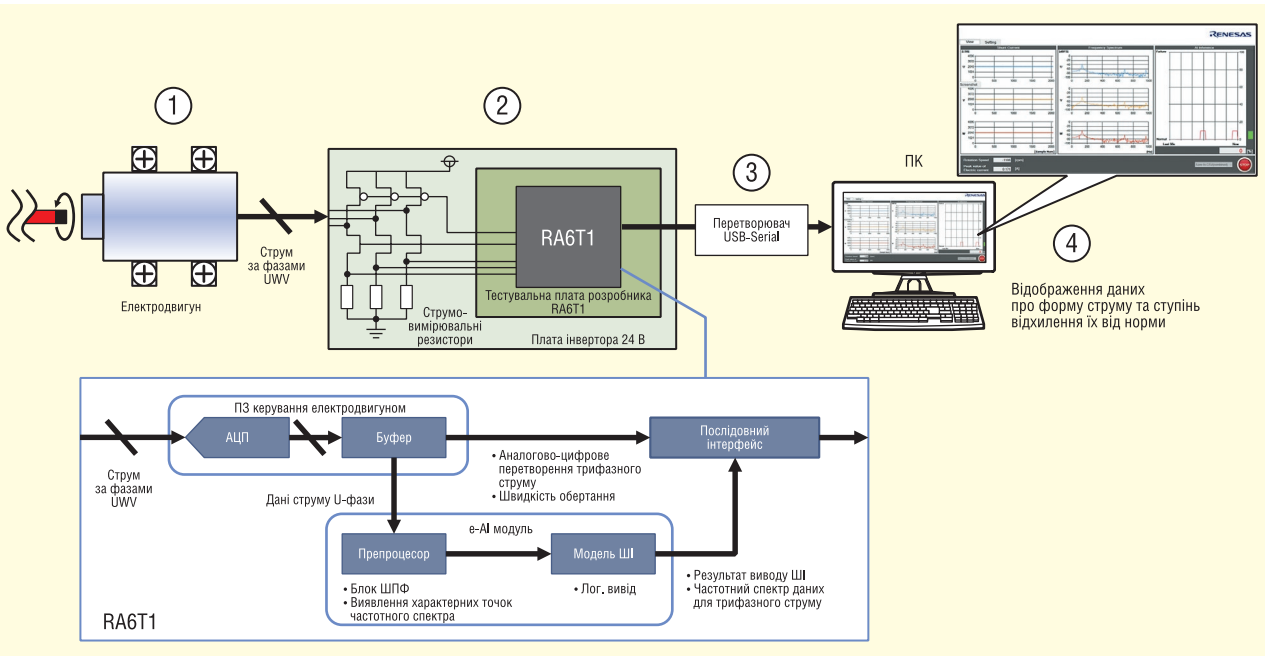 1
2
3
4
Електродвигун
Струм
за фазами
UWV
RA6T1
Тестувальна плата розробника
RA6T1
Струмо-
вимірювальні
резистори
Плата інвертора 24 В
Перетворювач
USB-Serial
ПК
RENESAS
View
Setting
Відображення даних
про форму струму та ступінь
відхилення їх від норми
ПЗ керування електродвигуном
АЦП
Буфер
Послідовний
інтерфейс
Струм
за фазами
UWV
• Аналогово-цифрове
перетворення трифазного
струму
• Швидкість обертання
Дані струму U-фази
e-AI модуль
Препроцесор
Модель ШІ
• Блок ШПФ
• Виявлення характерних точок
частотного спектра
• Лог. вивід
• Результат виводу ШІ
• Частотний спектр даних
для трифазного струму
RA6T1